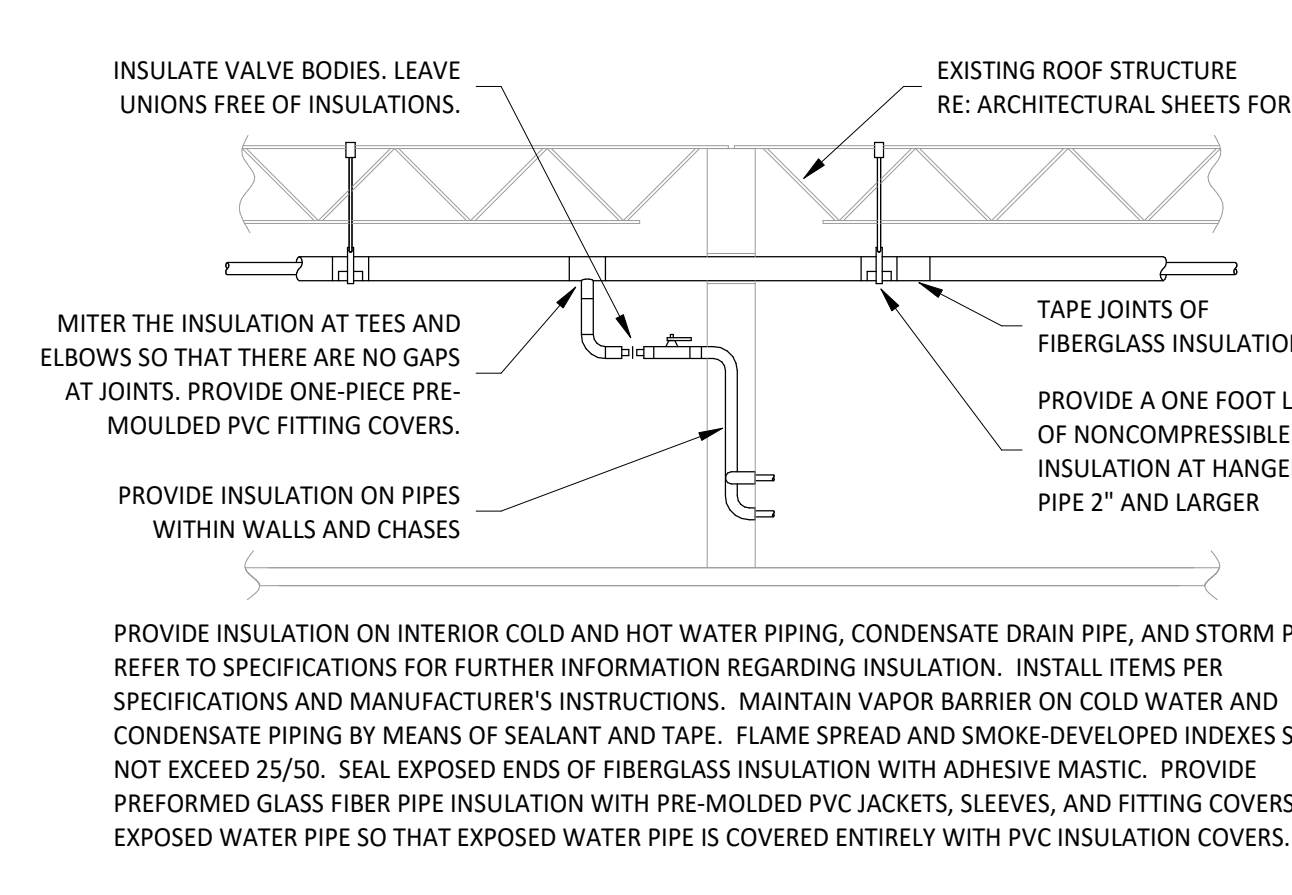 INSULATE VALVE BODIES. LEAVE
UNIONS FREE OF INSULATIONS.
EXISTING ROOF STRUCTURE
RE: ARCHITECTURAL SHEETS FOR
MITER THE INSULATION AT TEES AND
ELBOWS SO THAT THERE ARE NO GAPS
AT JOINTS. PROVIDE ONE-PIECE PRE-
MOULDED PVC FITTING COVERS.
TAPE JOINTS OF
FIBERGLASS INSULATION
PROVIDE A ONE FOOT
OF NONCOMPRESSIBLE
INSULATION AT
PIPE 2" AND LARGER
PROVIDE INSULATION ON PIPES
WITHIN WALLS AND CHASES
PROVIDE INSULATION ON INTERIOR COLD AND HOT WATER PIPING, CONDENSATE DRAIN PIPE, AND STORM
REFER TO SPECIFICATIONS FOR FURTHER INFORMATION REGARDING INSULATION. INSTALL ITEMS PER
SPECIFICATIONS AND MANUFACTURER'S INSTRUCTIONS. MAINTAIN VAPOR BARRIER ON COLD WATER AND
CONDENSATE PIPING BY MEANS OF SEALANT AND TAPE. FLAME SPREAD AND SMOKE-DEVELOPED INDEXES
NOT EXCEED 25/50. SEAL EXPOSED ENDS OF FIBERGLASS INSULATION WITH ADHESIVE MASTIC. PROVIDE
PREFORMED GLASS FIBER PIPE INSULATION WITH PRE-MOLDED PVC JACKETS, SLEEVES, AND FITTING COVERS
EXPOSED WATER PIPE SO THAT EXPOSED WATER PIPE IS COVERED ENTIRELY WITH PVC INSULATION COVERS.